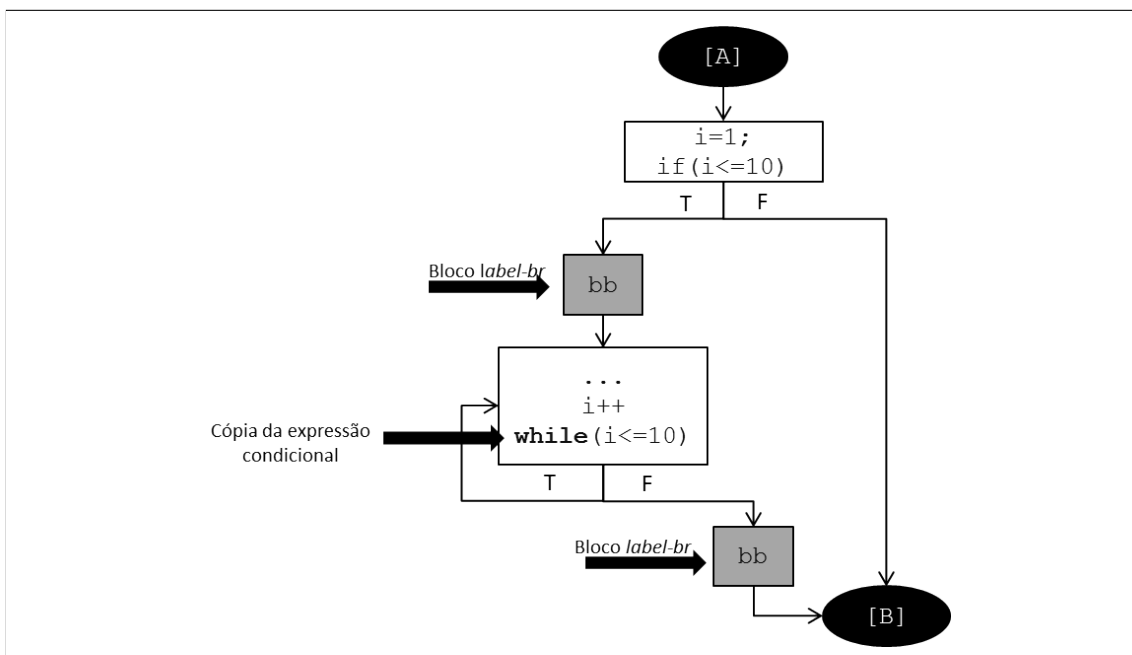 [A]
i=1;
if(i<=10)
T F
Bloco label-br
bb
...
i++
while(i<=10)
Cópia da expressão
condicional
T F
Bloco label-br
bb
[B]